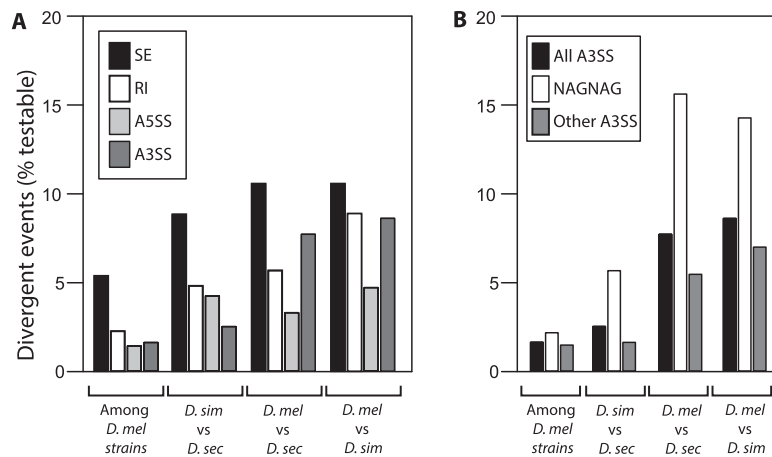 A
20
15
10
5
0
Divergent events (% testable)
SE
RI
A5SS
A3SS
Among
D. mel
strains
D. sim
vs
D. sec
D. mel
vs
D. sec
D. mel
vs
D. sim
B
20
15
10
5
0
All A3SS
NAGNAG
Other A3SS
Among
D. mel
strains
D. sim
vs
D. sec
D. mel
vs
D. sec
D. mel
vs
D. sim